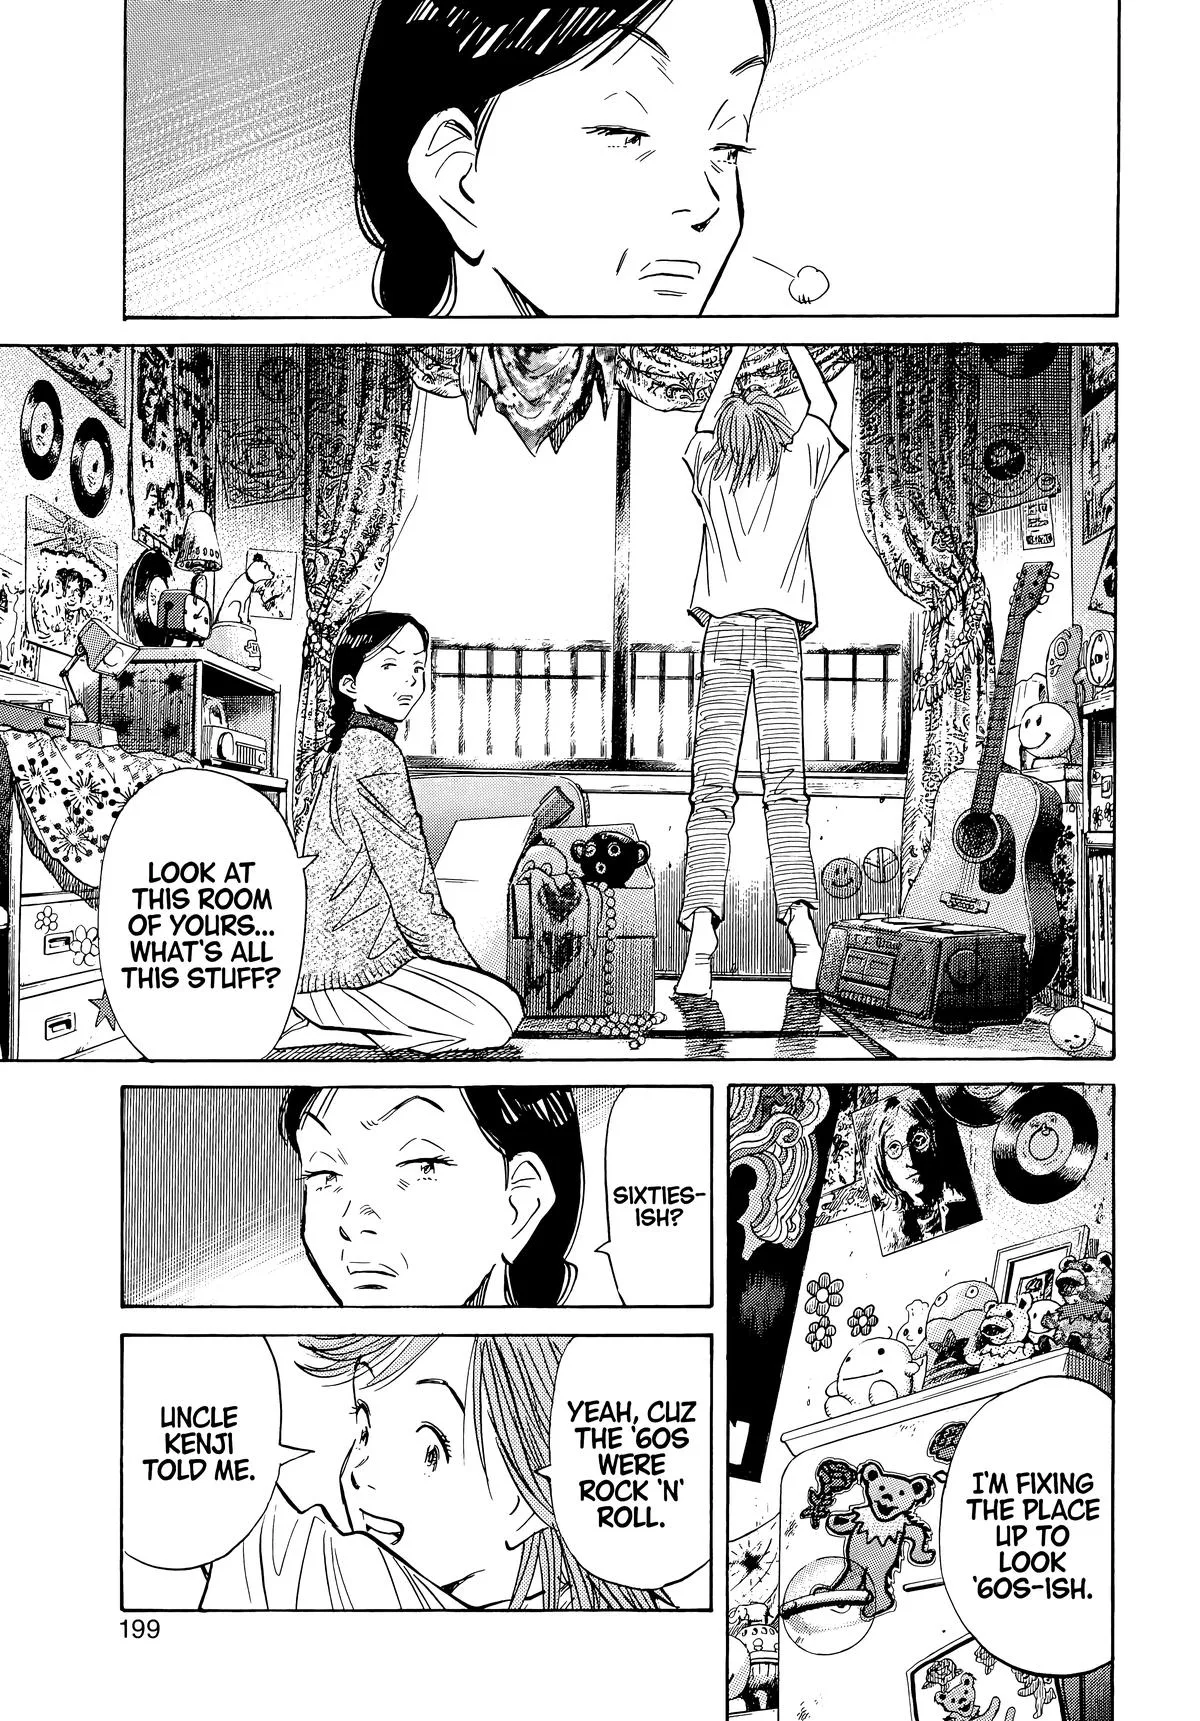 LOOK AT
THIS ROOM
OF YOURS...
WHAT'S ALL
THIS STUFF?
I'M FIXING
THE PLACE
UP TO
LOOK
'60S-ISH.
SIXTIES-
ISH?
YEAH, CUZ
THE '60S
WERE
ROCK 'N'
ROLL.
UNCLE
KENJI
TOLD ME.
199